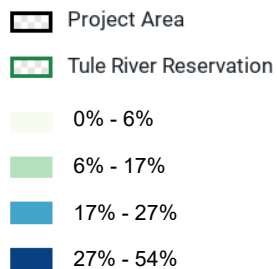 Project Area
Tule River Reservation
0% - 6%
6% - 17%
17% - 27%
27% - 54%